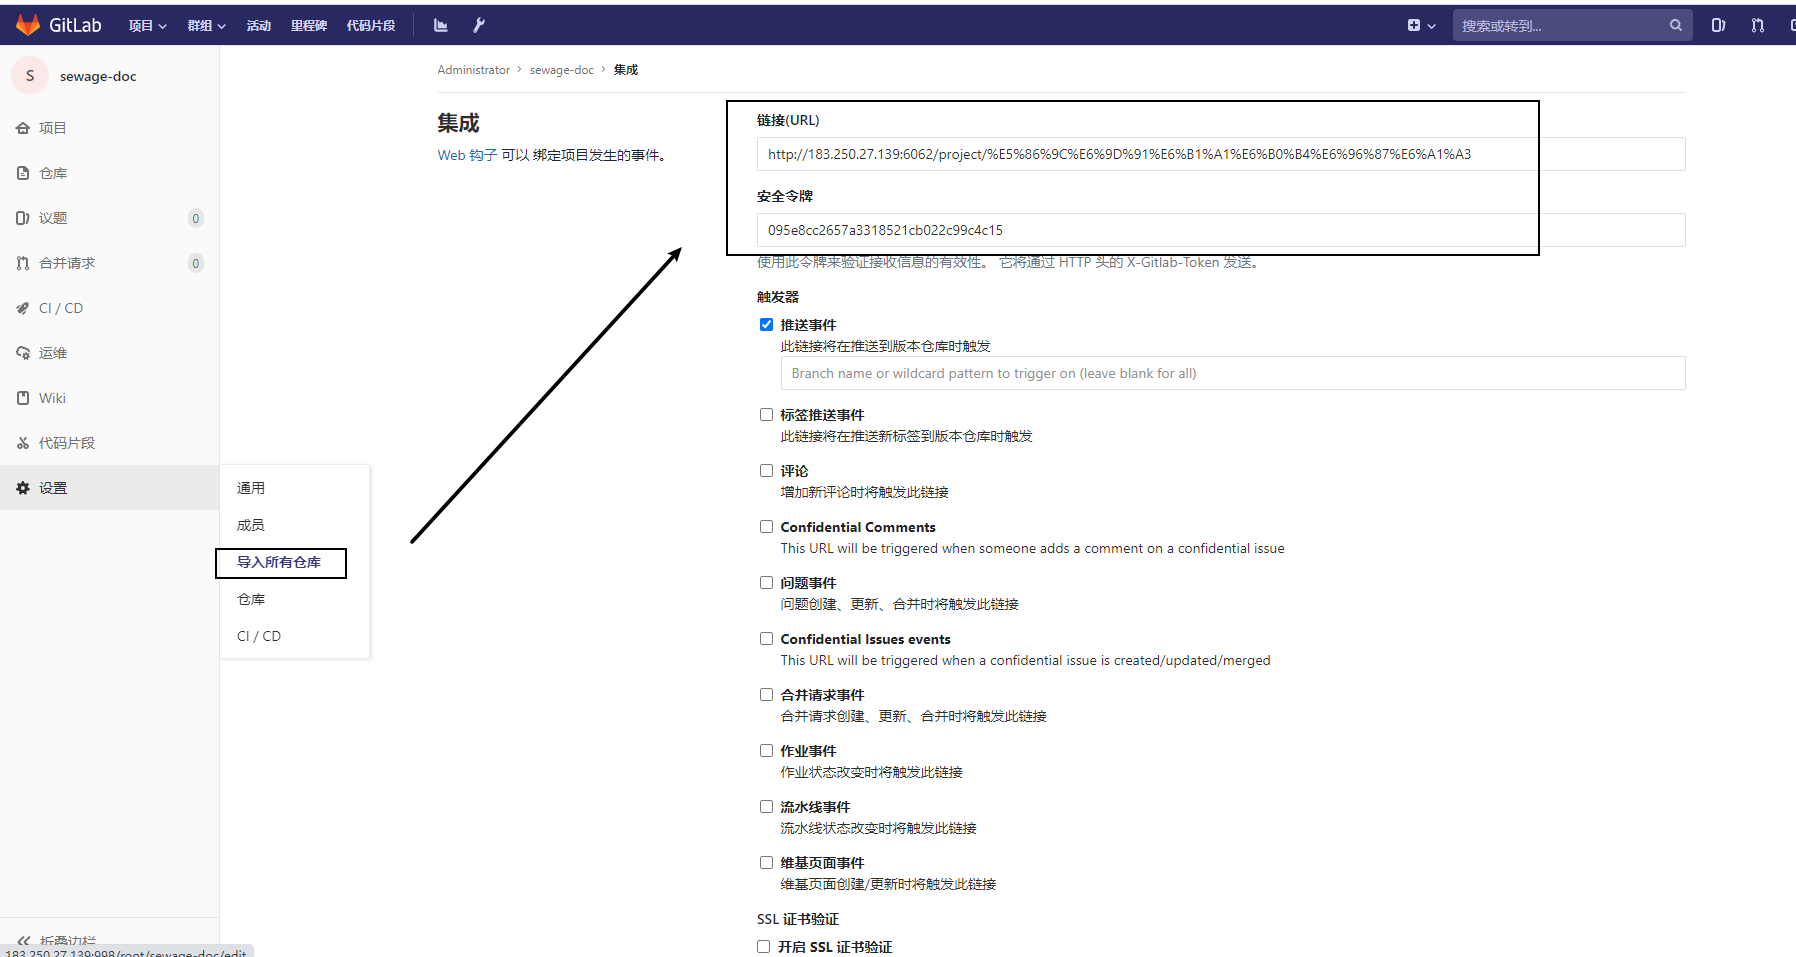 GitLab 项目 群组 活动 里程碑 代码片段 搜索或转到...
S sewage-doc
项目
仓库
议题 0
合并请求 0
CI / CD
运维
Wiki
代码片段
设置
通用
成员
导入所有仓库
仓库
CI / CD
折叠边栏
183.250.27.139:998/root/sewage-doc/edit
Administrator › sewage-doc › 集成
集成
Web 钩子 可以 绑定项目发生的事件。
链接(URL)
http://183.250.27.139:6062/project/%E5%86%9C%E6%9D%91%E6%B1%A1%E6%B0%B4%E6%96%87%E6%A1%A3
安全令牌
095e8cc2657a3318521cb022c99c4c15
使用此令牌来验证接收信息的有效性。 它将通过 HTTP 头的 X-Gitlab-Token 发送。
触发器
推送事件
此链接将在推送到版本仓库时触发
Branch name or wildcard pattern to trigger on (leave blank for all)
标签推送事件
此链接将在推送新标签到版本仓库时触发
评论
增加新评论时将触发此链接
Confidential Comments
This URL will be triggered when someone adds a comment on a confidential issue
问题事件
问题创建、更新、合并时将触发此链接
Confidential Issues events
This URL will be triggered when a confidential issue is created/updated/merged
合并请求事件
合并请求创建、更新、合并时将触发此链接
作业事件
作业状态改变时将触发此链接
流水线事件
流水线状态改变时将触发此链接
维基页面事件
维基页面创建/更新时将触发此链接
SSL 证书验证
开启 SSL 证书验证